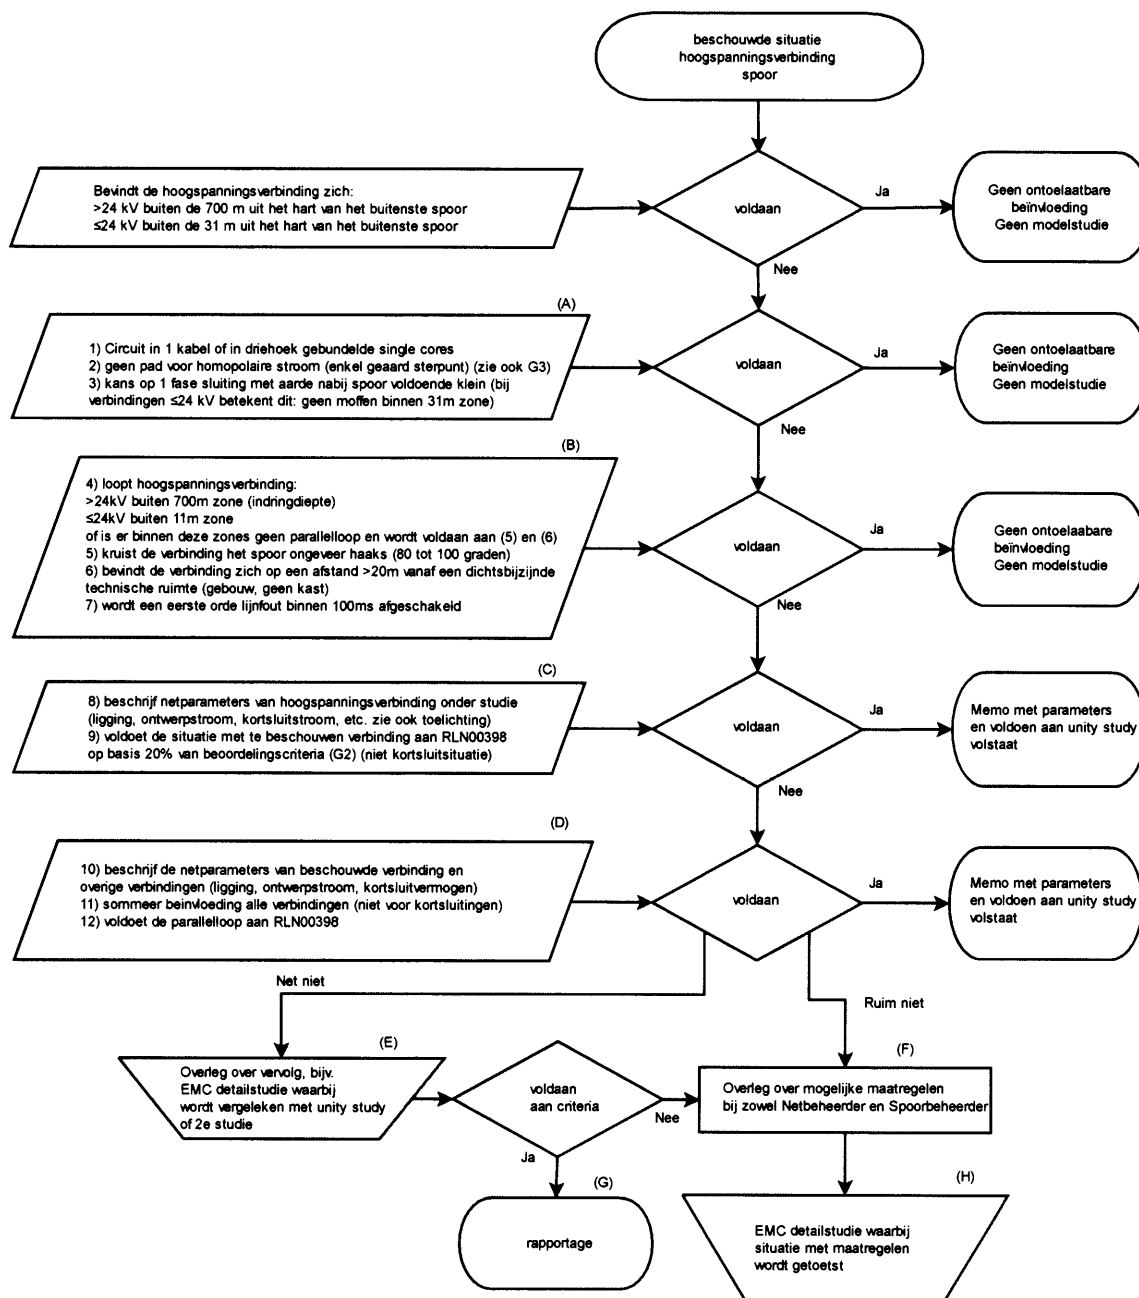 beschouwde situatie
hoogspanningsverbinding
spoor
Bevindt de hoogspanningsverbinding zich:
>24 kV buiten de 700 m uit het hart van het buitenste spoor
≤24 kV buiten de 31 m uit het hart van het buitenste spoor
voldaan
Ja
Geen ontoelaatbare
beïnvloeding
Geen modelstudie
Nee
(A)
1) Circuit in 1 kabel of in driehoek gebundelde single cores
2) geen pad voor homopolaire stroom (enkel geaard sterpunt) (zie ook G3)
3) kans op 1 fase sluiting met aarde nabij spoor voldoende klein (bij
verbindingen ≤24 kV betekent dit: geen moffen binnen 31m zone)
voldaan
Ja
Geen ontoelaatbare
beïnvloeding
Geen modelstudie
Nee
(B)
4) loopt hoogspanningsverbinding:
>24kV buiten 700m zone (indringdiepte)
≤24kV buiten 11m zone
of is er binnen deze zones geen parallelloop en wordt voldaan aan (5) en (6)
5) kruist de verbinding het spoor ongeveer haaks (80 tot 100 graden)
6) bevindt de verbinding zich op een afstand >20m vanaf een dichtsbijzijnde
technische ruimte (gebouw, geen kast)
7) wordt een eerste orde lijnfout binnen 100ms afgeschakeld
voldaan
Ja
Geen ontoelaabare
beïnvloeding
Geen modelstudie
Nee
(C)
8) beschrijf netparameters van hoogspanningsverbinding onder studie
(ligging, ontwerpstroom, kortsluitstroom, etc. zie ook toelichting)
9) voldoet de situatie met te beschouwen verbinding aan RLN00398
op basis 20% van beoordelingscriteria (G2) (niet kortsluitsituatie)
voldaan
Ja
Memo met parameters
en voldoen aan unity study
volstaat
Nee
(D)
10) beschrijf de netparameters van beschouwde verbinding en
overige verbindingen (ligging, ontwerpstroom, kortsluitvermogen)
11) sommeer beinvloeding alle verbindingen (niet voor kortsluitingen)
12) voldoet de parallelloop aan RLN00398
voldaan
Ja
Memo met parameters
en voldoen aan unity study
volstaat
Net niet
Ruim niet
(E)
Overleg over vervolg, bijv.
EMC detailstudie waarbij
wordt vergeleken met unity study
of 2e studie
voldaan
aan criteria
Nee
Ja
(F)
Overleg over mogelijke maatregelen
bij zowel Netbeheerder en Spoorbeheerder
(G)
rapportage
(H)
EMC detailstudie waarbij
situatie met maatregelen
wordt getoetst